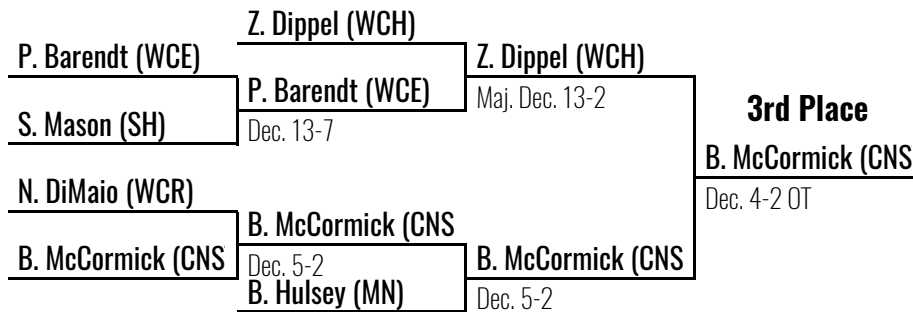 Z. Dippel (WCH)
P. Barendt (WCE)
Z. Dippel (WCH)
P. Barendt (WCE)
Maj. Dec. 13-2
3rd Place
S. Mason (SH)
Dec. 13-7
B. McCormick (CNS
N. DiMaio (WCR)
Dec. 4-2 OT
B. McCormick (CNS
B. McCormick (CNS
Dec. 5-2
B. McCormick (CNS
B. Hulsey (MN)
Dec. 5-2